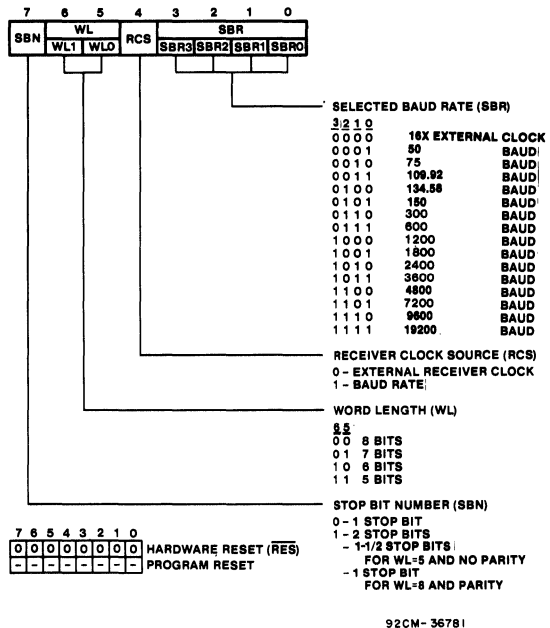 7 6 5 4 3 2 1 0
SBN WL RCS SBR
WL1 WL0 SBR3 SBR2 SBR1 SBR0
SELECTED BAUD RATE (SBR)
3 2 1 0
0 0 0 0 16X EXTERNAL CLOCK
0 0 0 1 50 BAUD
0 0 1 0 75 BAUD
0 0 1 1 109.92 BAUD
0 1 0 0 134.58 BAUD
0 1 0 1 150 BAUD
0 1 1 0 300 BAUD
0 1 1 1 600 BAUD
1 0 0 0 1200 BAUD
1 0 0 1 1800 BAUD
1 0 1 0 2400 BAUD
1 0 1 1 3600 BAUD
1 1 0 0 4800 BAUD
1 1 0 1 7200 BAUD
1 1 1 0 9600 BAUD
1 1 1 1 19200 BAUD
RECEIVER CLOCK SOURCE (RCS)
0 – EXTERNAL RECEIVER CLOCK
1 – BAUD RATE
WORD LENGTH (WL)
6 5
0 0 8 BITS
0 1 7 BITS
1 0 6 BITS
1 1 5 BITS
STOP BIT NUMBER (SBN)
0 – 1 STOP BIT
1 – 2 STOP BITS
– 1-1/2 STOP BITS
FOR WL=5 AND NO PARITY
– 1 STOP BIT
FOR WL=8 AND PARITY
7 6 5 4 3 2 1 0
0 0 0 0 0 0 0 0 HARDWARE RESET (RES)
– – – – – – – – PROGRAM RESET
92CM-36781